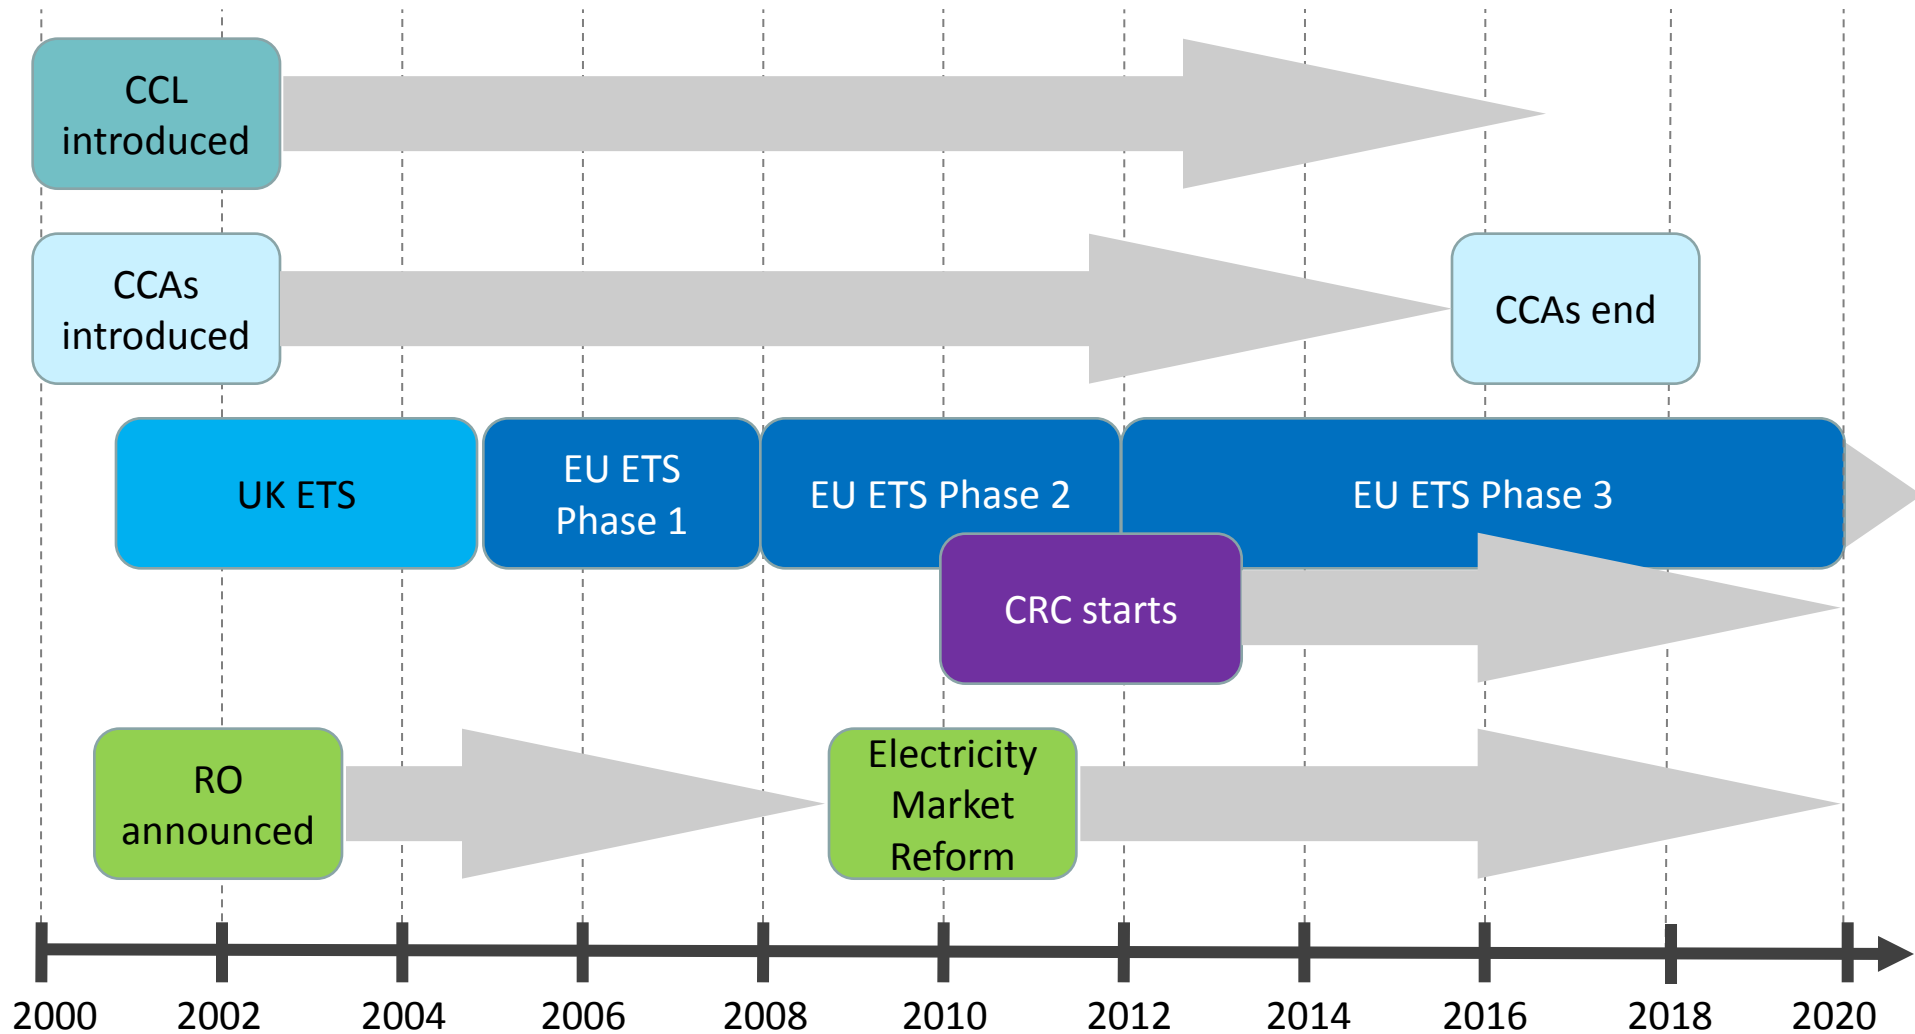 CCL
introduced
CCAs
introduced
CCAs end
UK ETS
EU ETS
Phase 1
EU ETS Phase 2
EU ETS Phase 3
CRC starts
RO
announced
Electricity
Market
Reform
2000
2002
2004
2006
2008
2010
2012
2014
2016
2018
2020